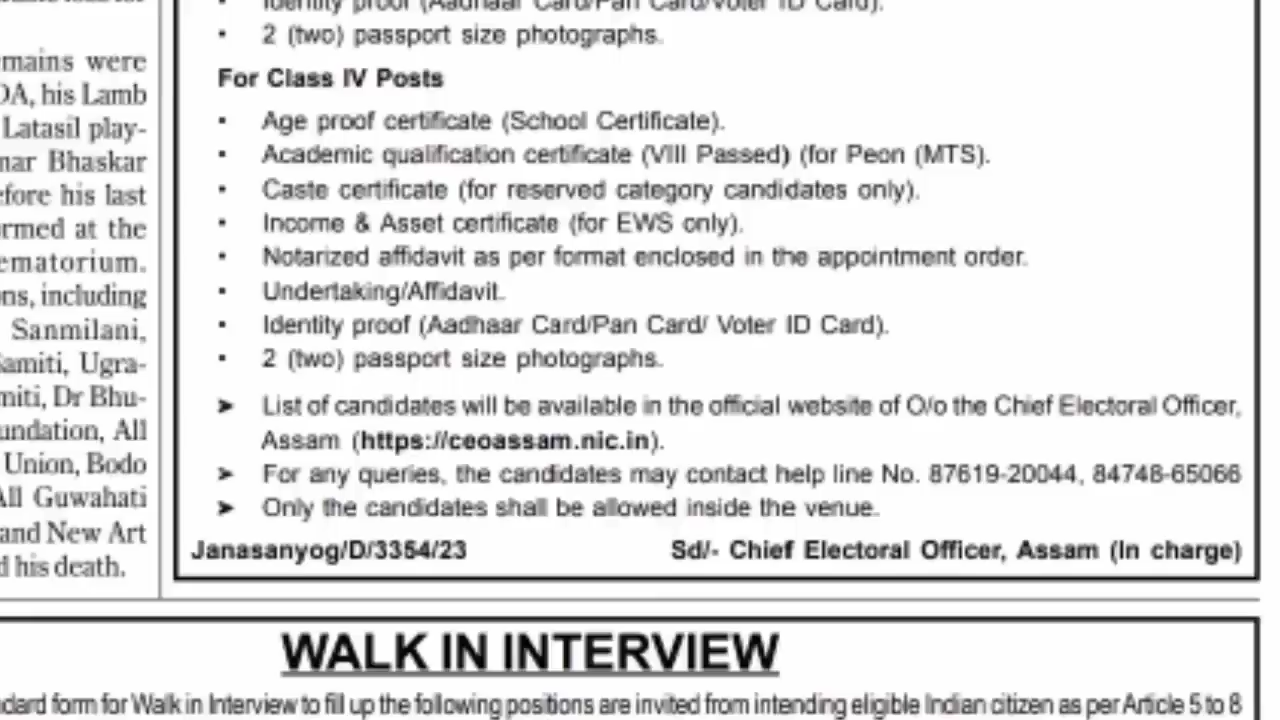 mains were
DA, his Lamb
Latasil play-
mar Bhaskar
efore his last
ormed at the
ematorium.
ons, including
Sanmilani,
Samiti, Ugra-
miti, Dr Bhu-
undation, All
Union, Bodo
All Guwahati
and New Art
d his death.
• Identity proof (Aadhaar Card/Pan Card/Voter ID Card).
• 2 (two) passport size photographs.
For Class IV Posts
• Age proof certificate (School Certificate).
• Academic qualification certificate (VIII Passed) (for Peon (MTS).
• Caste certificate (for reserved category candidates only).
• Income & Asset certificate (for EWS only).
• Notarized affidavit as per format enclosed in the appointment order.
• Undertaking/Affidavit.
• Identity proof (Aadhaar Card/Pan Card/ Voter ID Card).
• 2 (two) passport size photographs.
➤ List of candidates will be available in the official website of O/o the Chief Electoral Officer,
Assam (https://ceoassam.nic.in).
➤ For any queries, the candidates may contact help line No. 87619-20044, 84748-65066
➤ Only the candidates shall be allowed inside the venue.
Janasanyog/D/3354/23 Sd/- Chief Electoral Officer, Assam (In charge)
WALK IN INTERVIEW
ndard form for Walk in Interview to fill up the following positions are invited from intending eligible Indian citizen as per Article 5 to 8